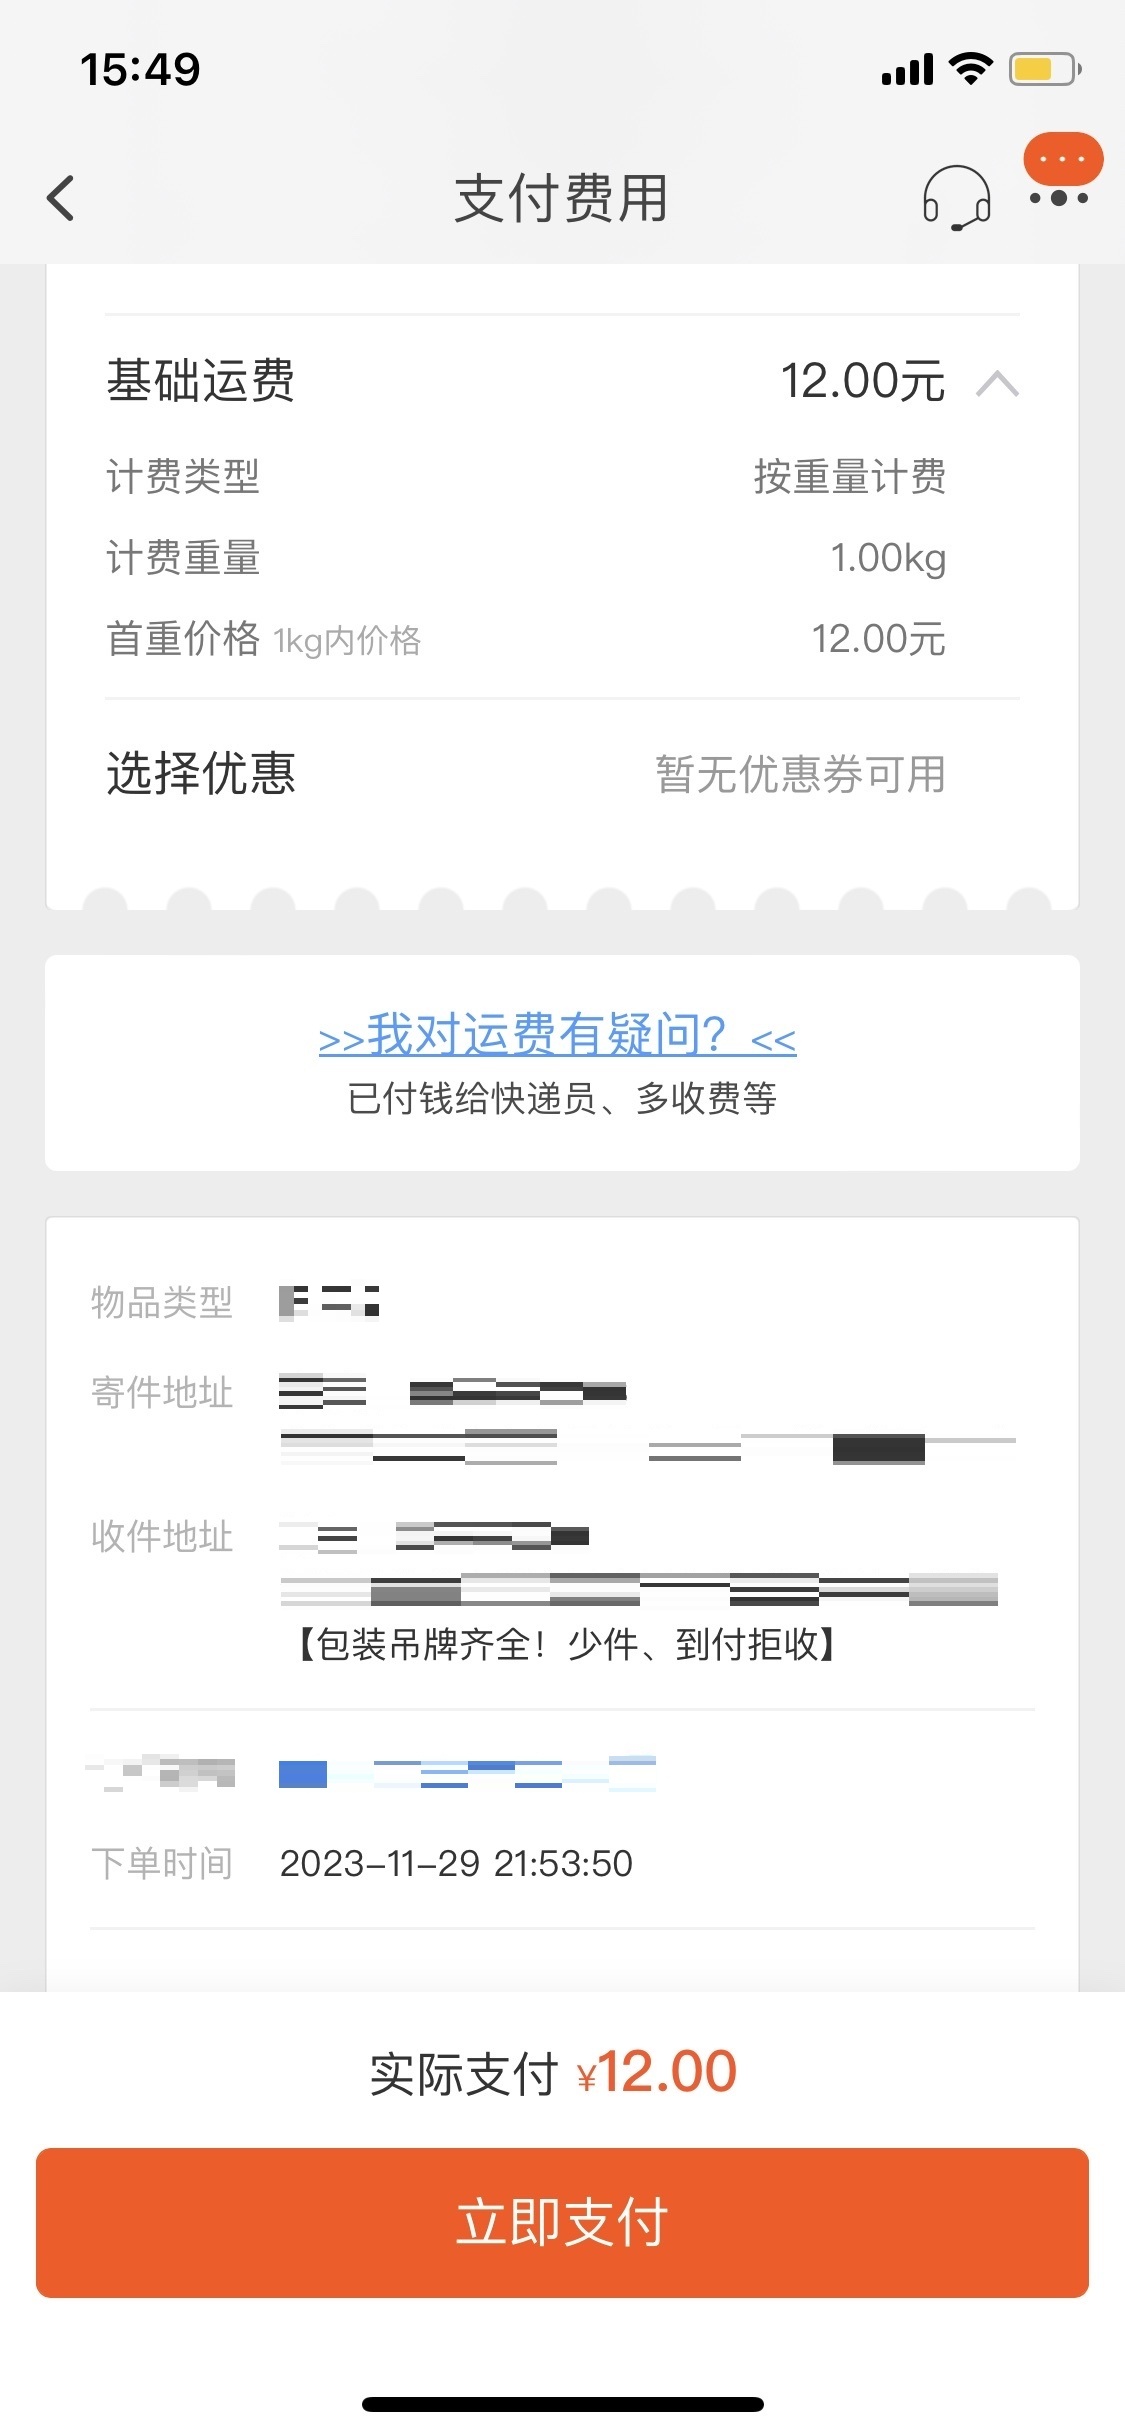 15:49
支付费用
基础运费 12.00元
计费类型 按重量计费
计费重量 1.00kg
首重价格 1kg内价格 12.00元
选择优惠 暂无优惠券可用
>>我对运费有疑问？<<
已付钱给快递员、多收费等
物品类型
寄件地址
收件地址
【包装吊牌齐全！少件、到付拒收】
下单时间 2023-11-29 21:53:50
实际支付 ¥12.00
立即支付